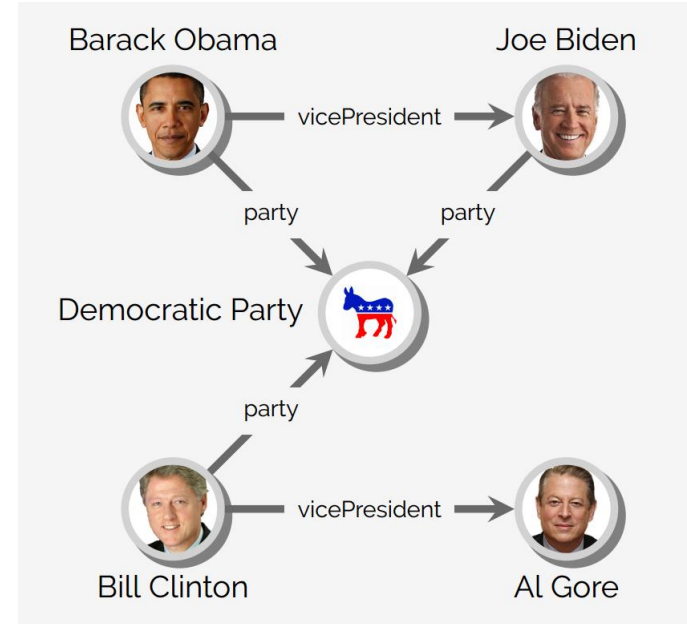 Barack Obama
Joe Biden
vicePresident
party
party
Democratic Party
party
vicePresident
Bill Clinton
Al Gore